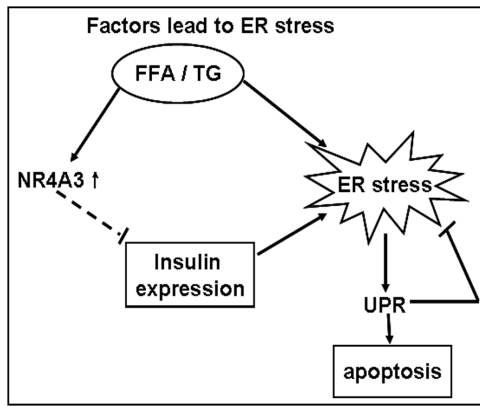 Factors lead to ER stress
FFA / TG
NR4A3 ↑
ER stress
Insulin
expression
UPR
apoptosis